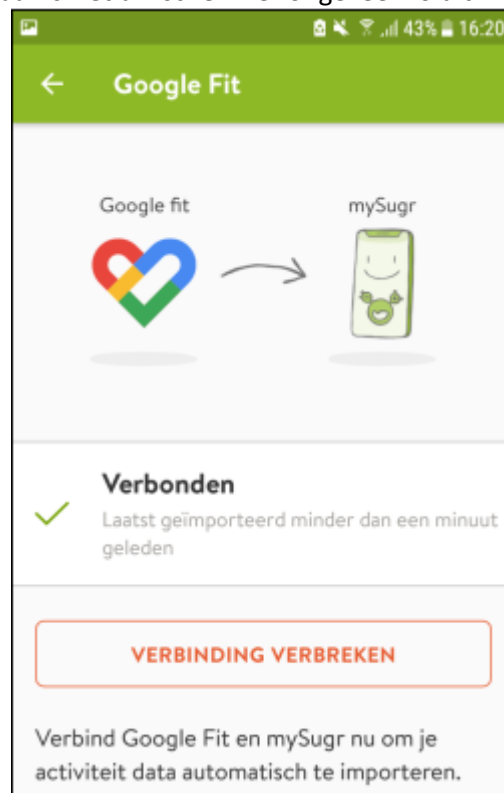 43% 16:20
Google Fit
Google fit
mySugr
Verbonden
Laatst geïmporteerd minder dan een minuut
geleden
VERBINDING VERBREKEN
Verbind Google Fit en mySugr nu om je
activiteit data automatisch te importeren.